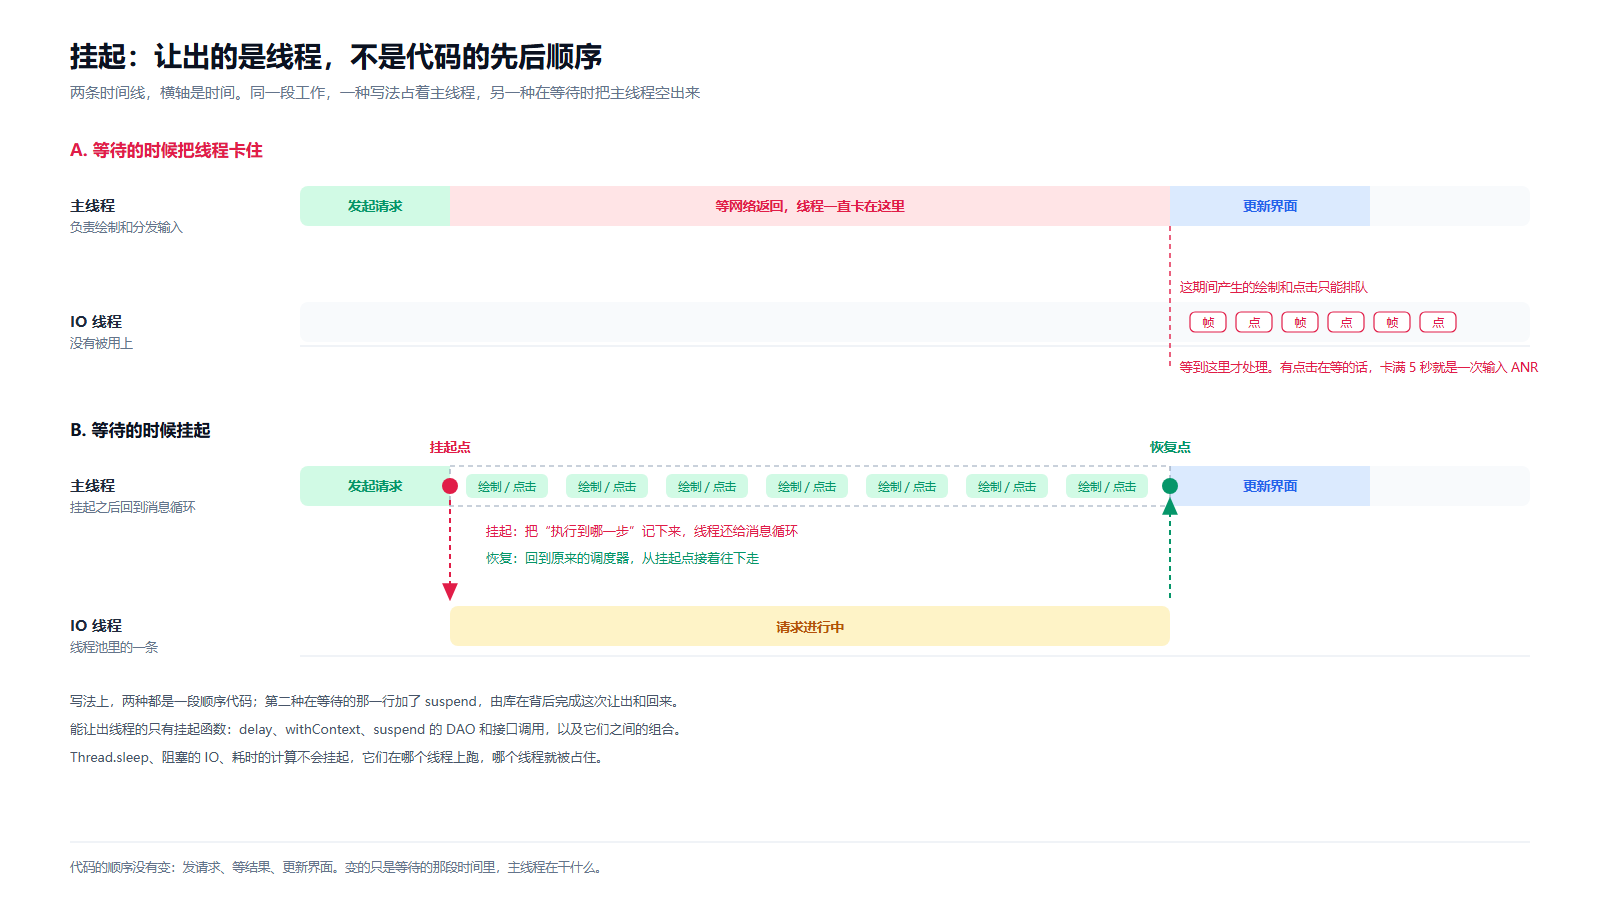 挂起：让出的是线程，不是代码的先后顺序
两条时间线，横轴是时间。同一段工作，一种写法占着主线程，另一种在等待时把主线程空出来
A. 等待的时候把线程卡住
主线程
负责绘制和分发输入
发起请求
等网络返回，线程一直卡在这里
更新界面
这期间产生的绘制和点击只能排队
IO 线程
没有被用上
帧 点 帧 点 帧 点
等到这里才处理。有点击在等的话，卡满 5 秒就是一次输入 ANR
B. 等待的时候挂起
挂起点
恢复点
主线程
挂起之后回到消息循环
发起请求
绘制 / 点击 绘制 / 点击 绘制 / 点击 绘制 / 点击 绘制 / 点击 绘制 / 点击 绘制 / 点击
更新界面
挂起：把“执行到哪一步”记下来，线程还给消息循环
恢复：回到原来的调度器，从挂起点接着往下走
IO 线程
线程池里的一条
请求进行中
写法上，两种都是一段顺序代码；第二种在等待的那一行加了 suspend，由库在背后完成这次让出和回来。
能让出线程的只有挂起函数：delay、withContext、suspend 的 DAO 和接口调用，以及它们之间的组合。
Thread.sleep、阻塞的 IO、耗时的计算不会挂起，它们在哪个线程上跑，哪个线程就被占住。
代码的顺序没有变：发请求、等结果、更新界面。变的只是等待的那段时间里，主线程在干什么。